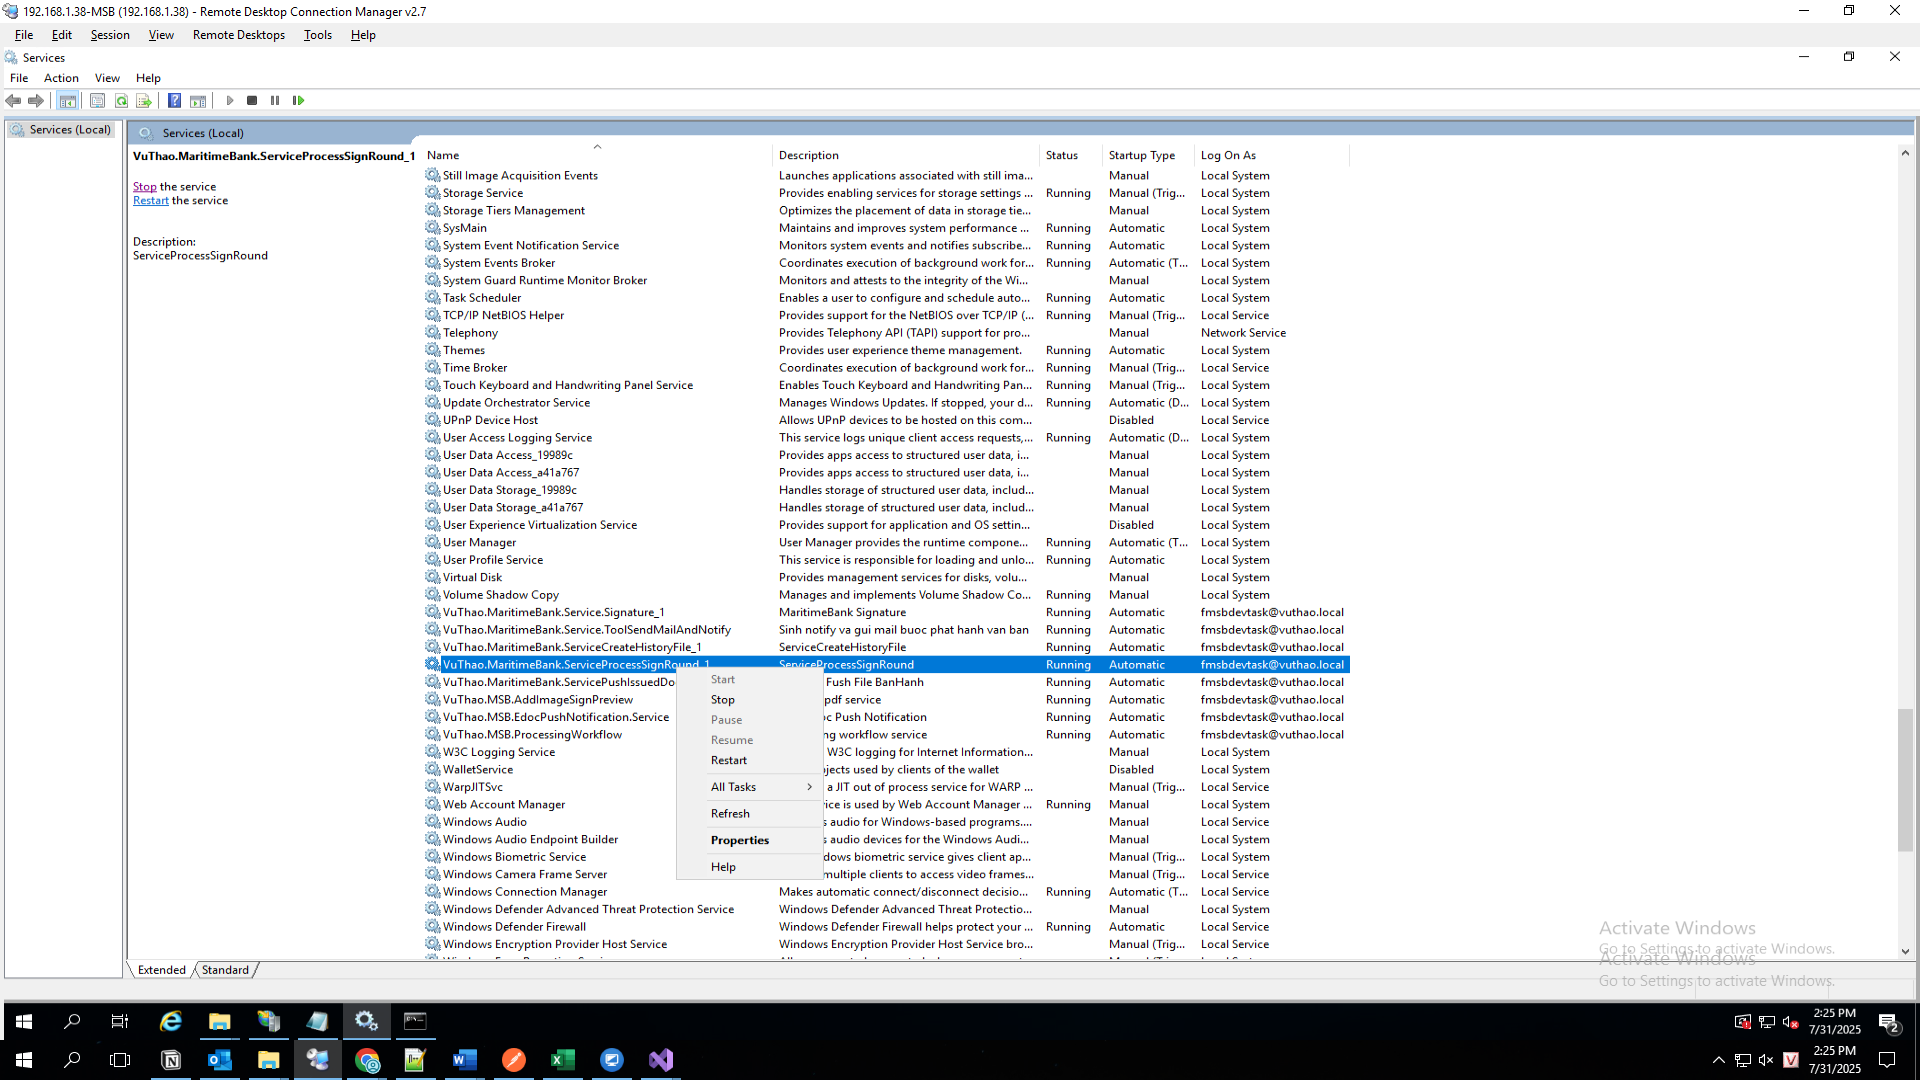 192.168.1.38-MSB (192.168.1.38) - Remote Desktop Connection Manager v2.7
File Edit Session View Remote Desktops Tools Help
Services
File Action View Help
Services (Local)
Services (Local)
VuThao.MaritimeBank.ServiceProcessSignRound_1
Stop the service
Restart the service
Description:
ServiceProcessSignRound
Name Description Status Startup Type Log On As
Still Image Acquisition Events Launches applications associated with still ima... Manual Local System
Storage Service Provides enabling services for storage settings ... Running Manual (Trig... Local System
Storage Tiers Management Optimizes the placement of data in storage tie... Manual Local System
SysMain Maintains and improves system performance ... Running Automatic Local System
System Event Notification Service Monitors system events and notifies subscribe... Running Automatic Local System
System Events Broker Coordinates execution of background work for... Running Automatic (T... Local System
System Guard Runtime Monitor Broker Monitors and attests to the integrity of the Wi... Manual Local System
Task Scheduler Enables a user to configure and schedule auto... Running Automatic Local System
TCP/IP NetBIOS Helper Provides support for the NetBIOS over TCP/IP (... Running Manual (Trig... Local Service
Telephony Provides Telephony API (TAPI) support for pro... Manual Network Service
Themes Provides user experience theme management. Running Automatic Local System
Time Broker Coordinates execution of background work for... Running Manual (Trig... Local Service
Touch Keyboard and Handwriting Panel Service Enables Touch Keyboard and Handwriting Pan... Running Manual (Trig... Local System
Update Orchestrator Service Manages Windows Updates. If stopped, your d... Running Automatic (D... Local System
UPnP Device Host Allows UPnP devices to be hosted on this com... Disabled Local Service
User Access Logging Service This service logs unique client access requests,... Running Automatic (D... Local System
User Data Access_19989c Provides apps access to structured user data, i... Manual Local System
User Data Access_a41a767 Provides apps access to structured user data, i... Manual Local System
User Data Storage_19989c Handles storage of structured user data, includ... Manual Local System
User Data Storage_a41a767 Handles storage of structured user data, includ... Manual Local System
User Experience Virtualization Service Provides support for application and OS settin... Disabled Local System
User Manager User Manager provides the runtime compone... Running Automatic (T... Local System
User Profile Service This service is responsible for loading and unlo... Running Automatic Local System
Virtual Disk Provides management services for disks, volu... Manual Local System
Volume Shadow Copy Manages and implements Volume Shadow Co... Running Manual Local System
VuThao.MaritimeBank.Service.Signature_1 MaritimeBank Signature Running Automatic fmsbdevtask@vuthao.local
VuThao.MaritimeBank.Service.ToolSendMailAndNotify Sinh notify va gui mail buoc phat hanh van ban Running Automatic fmsbdevtask@vuthao.local
VuThao.MaritimeBank.ServiceCreateHistoryFile_1 ServiceCreateHistoryFile Running Automatic fmsbdevtask@vuthao.local
VuThao.MaritimeBank.ServiceProcessSignRound_1 ServiceProcessSignRound Running Automatic fmsbdevtask@vuthao.local
VuThao.MaritimeBank.ServicePushIssuedDo Fush File BanHanh Running Automatic fmsbdevtask@vuthao.local
VuThao.MSB.AddImageSignPreview pdf service Running Automatic fmsbdevtask@vuthao.local
VuThao.MSB.EdocPushNotification.Service c Push Notification Running Automatic fmsbdevtask@vuthao.local
VuThao.MSB.ProcessingWorkflow ng workflow service Running Automatic fmsbdevtask@vuthao.local
W3C Logging Service W3C logging for Internet Information... Manual Local System
WalletService jects used by clients of the wallet Disabled Local System
WarpJITSvc a JIT out of process service for WARP ... Manual (Trig... Local Service
Web Account Manager ice is used by Web Account Manager ... Running Manual Local System
Windows Audio audio for Windows-based programs.... Manual Local Service
Windows Audio Endpoint Builder s audio devices for the Windows Audi... Manual Local System
Windows Biometric Service dows biometric service gives client ap... Manual (Trig... Local System
Windows Camera Frame Server multiple clients to access video frames... Manual (Trig... Local Service
Windows Connection Manager Makes automatic connect/disconnect decisio... Running Automatic (T... Local Service
Windows Defender Advanced Threat Protection Service Windows Defender Advanced Threat Protectio... Manual Local System
Windows Defender Firewall Windows Defender Firewall helps protect your ... Running Automatic Local Service
Windows Encryption Provider Host Service Windows Encryption Provider Host Service bro... Manual (Trig... Local Service
Start
Stop
Pause
Resume
Restart
All Tasks
Refresh
Properties
Help
Activate Windows
Go to Settings to activate Windows.
Activate Windows
Go to Settings to activate Windows.
Extended Standard
2:25 PM
7/31/2025
2
2:25 PM
7/31/2025